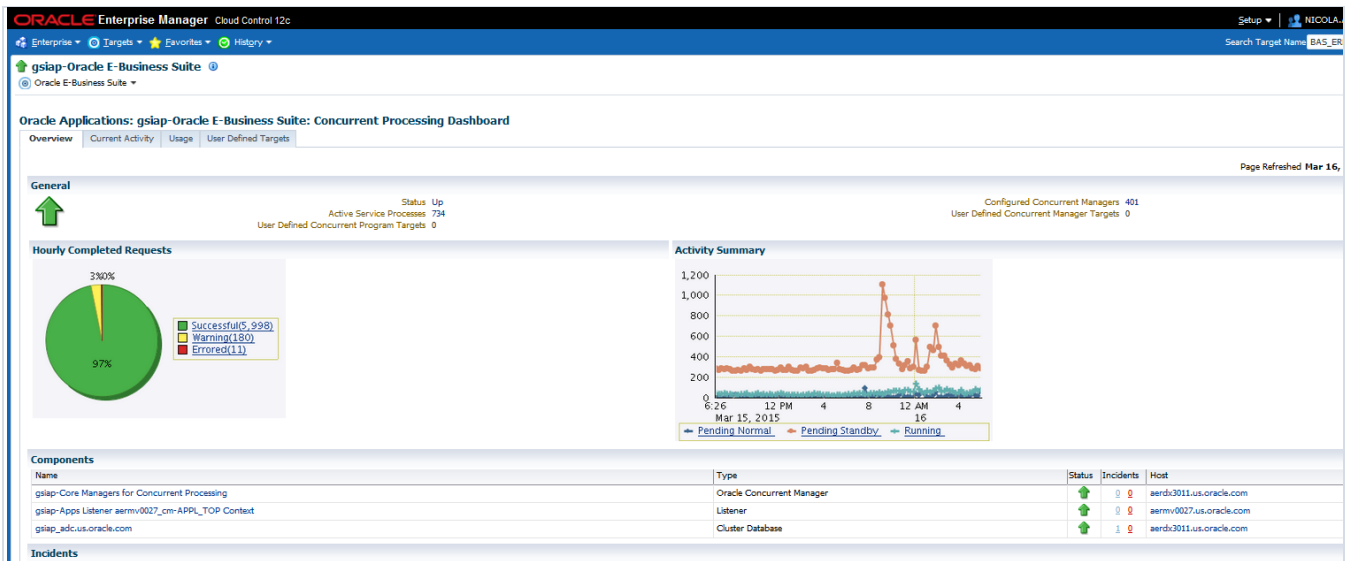 ORACLE Enterprise Manager Cloud Control 12c
Setup NICOLA.
Enterprise Targets Favorites History
Search Target Name BAS_ER
gsiap-Oracle E-Business Suite
Oracle E-Business Suite
Oracle Applications: gsiap-Oracle E-Business Suite: Concurrent Processing Dashboard
Overview Current Activity Usage User Defined Targets
Page Refreshed Mar 16,
General
Status Up
Active Service Processes 734
User Defined Concurrent Program Targets 0
Configured Concurrent Managers 401
User Defined Concurrent Manager Targets 0
Hourly Completed Requests
3%0%
97%
Successful(5,998)
Warning(180)
Errored(11)
Activity Summary
1,200
1,000
800
600
400
200
0
6:26 12 PM 4 8 12 AM 4
Mar 15, 2015 16
Pending Normal Pending Standby Running
Components
Name Type Status Incidents Host
gsiap-Core Managers for Concurrent Processing Oracle Concurrent Manager 0 0 aerdx3011.us.oracle.com
gsiap-Apps Listener aermv0027_cm-APPL_TOP Context Listener 0 0 aermv0027.us.oracle.com
gsiap_adc.us.oracle.com Cluster Database 1 0 aerdx3011.us.oracle.com
Incidents